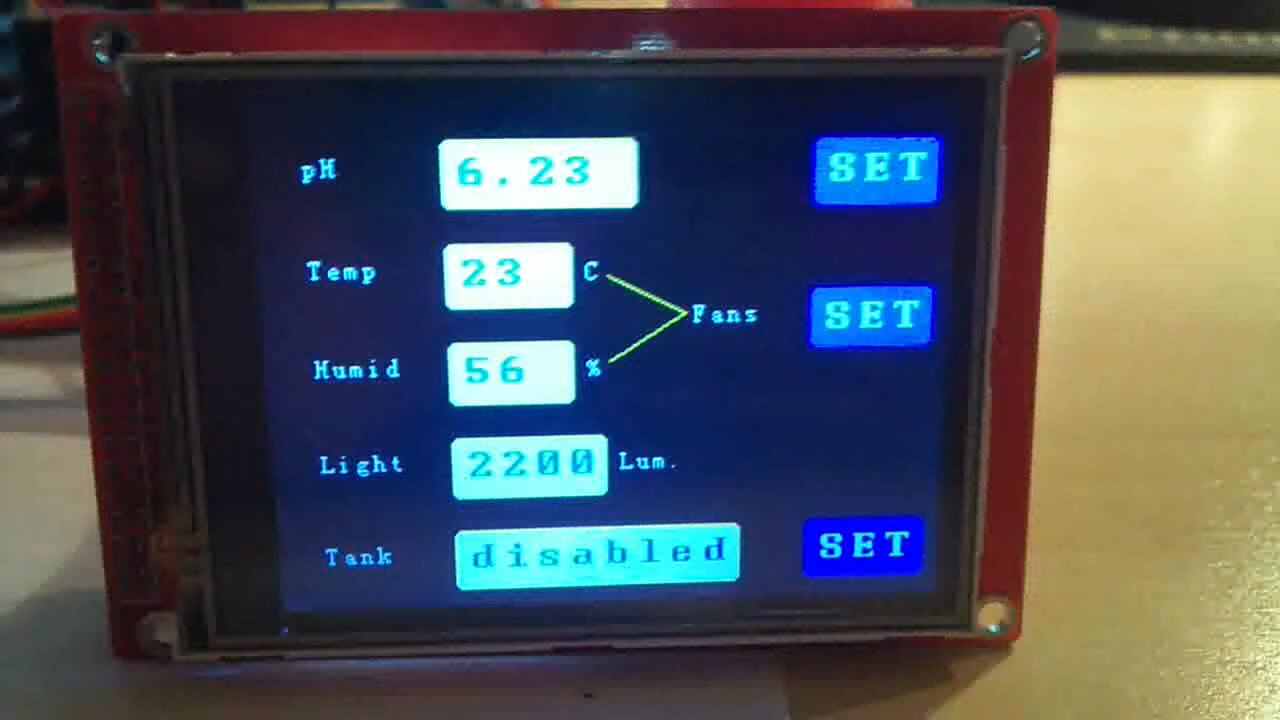 pH 6.23 SET
Temp 23 C
Fans SET
Humid 56 %
Light 2200 Lum.
Tank disabled SET